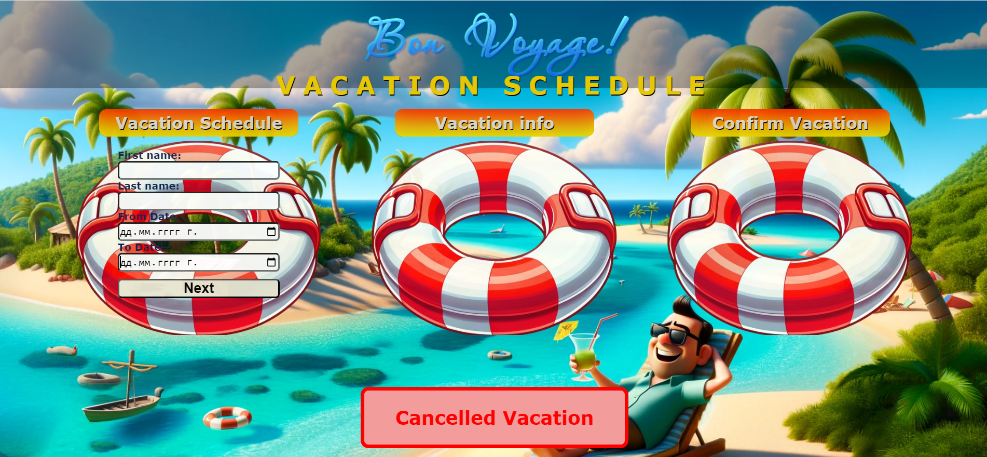 Bon Voyage!
VACATION SCHEDULE
Vacation Schedule
Vacation info
Confirm Vacation
First name:
Last name:
From Date:
дд.мм.гггг г.
To Date:
дд.мм.гггг г.
Next
Cancelled Vacation